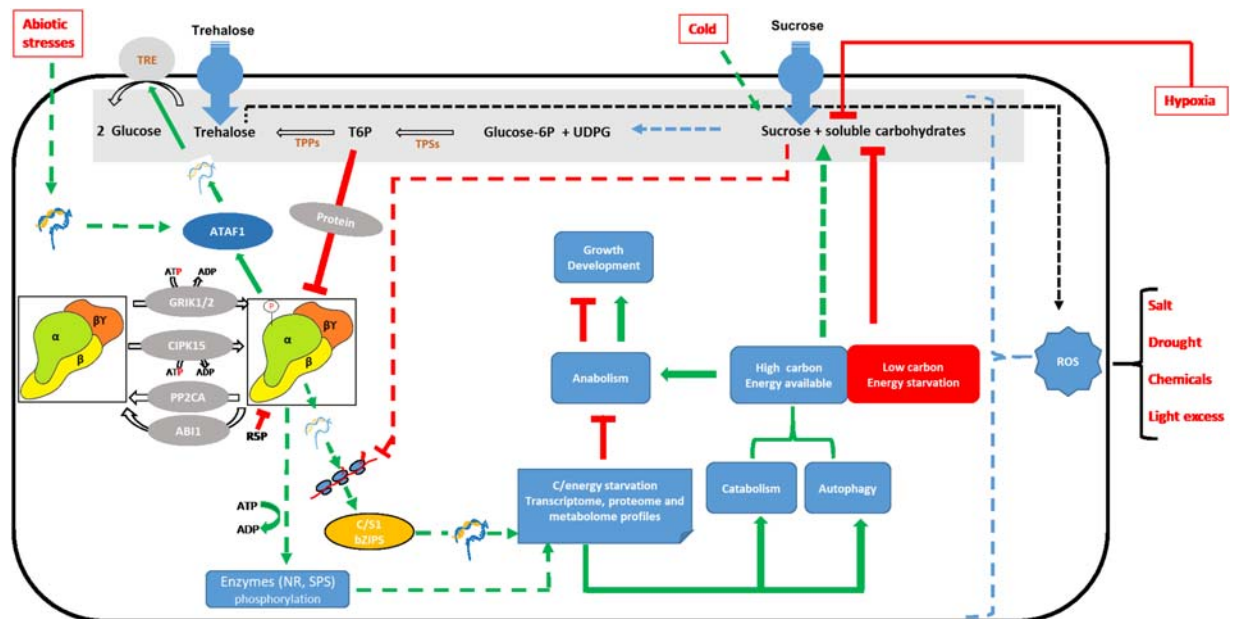 Abiotic
stresses
Trehalose
TRE
Cold
Sucrose
Hypoxia
2 Glucose
Trehalose
T6P
Glucose-6P + UDPG
Sucrose + soluble carbohydrates
TPPs
TPSs
Protein
ATAF1
ATP
ADP
GRIK1/2
P
α
βγ
β
CIPK15
ATP
ADP
PP2CA
ABI1
R5P
α
βγ
β
Growth
Development
Anabolism
High carbon
Energy available
Low carbon
Energy starvation
ROS
Salt
Drought
Chemicals
Light excess
C/energy starvation
Transcriptome, proteome and
metabolome profiles
Catabolism
Autophagy
ATP
ADP
C/S1
bZIPS
Enzymes (NR, SPS)
phosphorylation